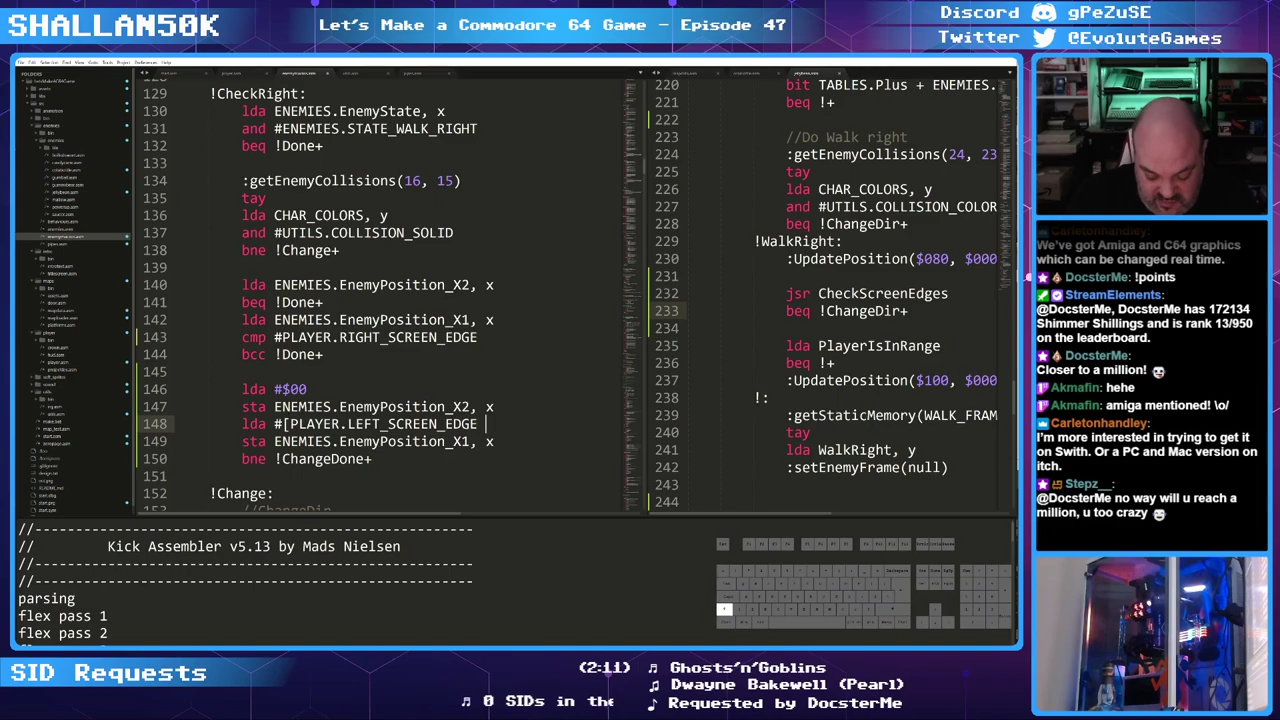 SHALLAN50K
Let's Make a Commodore 64 Game - Episode 47
Discord gPeZuSE
Twitter @EvoluteGames
FOLDERS
129 !CheckRight:
130 lda ENEMIES.EnemyState, x
131 and #ENEMIES.STATE_WALK_RIGHT
132 beq !Done+
133
134 :getEnemyCollisions(16, 15)
135 tay
136 lda CHAR_COLORS, y
137 and #UTILS.COLLISION_SOLID
138 bne !Change+
139
140 lda ENEMIES.EnemyPosition_X2, x
141 beq !Done+
142 lda ENEMIES.EnemyPosition_X1, x
143 cmp #PLAYER.RIGHT_SCREEN_EDGE
144 bcc !Done+
145
146 lda #$00
147 sta ENEMIES.EnemyPosition_X2, x
148 lda #[PLAYER.LEFT_SCREEN_EDGE
149 sta ENEMIES.EnemyPosition_X1, x
150 bne !ChangeDone+
151
152 !Change:
//ChangeDir
220 bit TABLES.Plus + ENEMIES.
221 beq !+
222
223 //Do Walk right
224 :getEnemyCollisions(24, 23
225 tay
226 lda CHAR_COLORS, y
227 and #UTILS.COLLISION_COLOR
228 beq !ChangeDir+
229 !WalkRight:
230 :UpdatePosition($080, $000
231
232 jsr CheckScreenEdges
233 beq !ChangeDir+
234
235 lda PlayerIsInRange
236 beq !+
237 :UpdatePosition($100, $000
238 !:
239 :getStaticMemory(WALK_FRAM
240 tay
241 lda WalkRight, y
242 :setEnemyFrame(null)
243
244
//------------------------------------------------------
// Kick Assembler v5.13 by Mads Nielsen
//------------------------------------------------------
//------------------------------------------------------
parsing
flex pass 1
flex pass 2
Carletonhandley:
We've got Amiga and C64 graphics
which can be changed real time.
DocsterMe: !points
StreamElements:
@DocsterMe, DocsterMe has 172134
Shimmer Shillings and is rank 13/950
on the leaderboard.
DocsterMe:
Closer to a million!
Akmafin: hehe
Akmafin: amiga mentioned! \o/
Carletonhandley:
I'm more interested in trying to get it
on Swith. Or a PC and Mac version on
itch.
Stepz__:
@DocsterMe no way will u reach a
million, u too crazy
SID Requests
(2:11) Ghosts'n'Goblins
Dwayne Bakewell (Pearl)
0 SIDs in the
Requested by DocsterMe